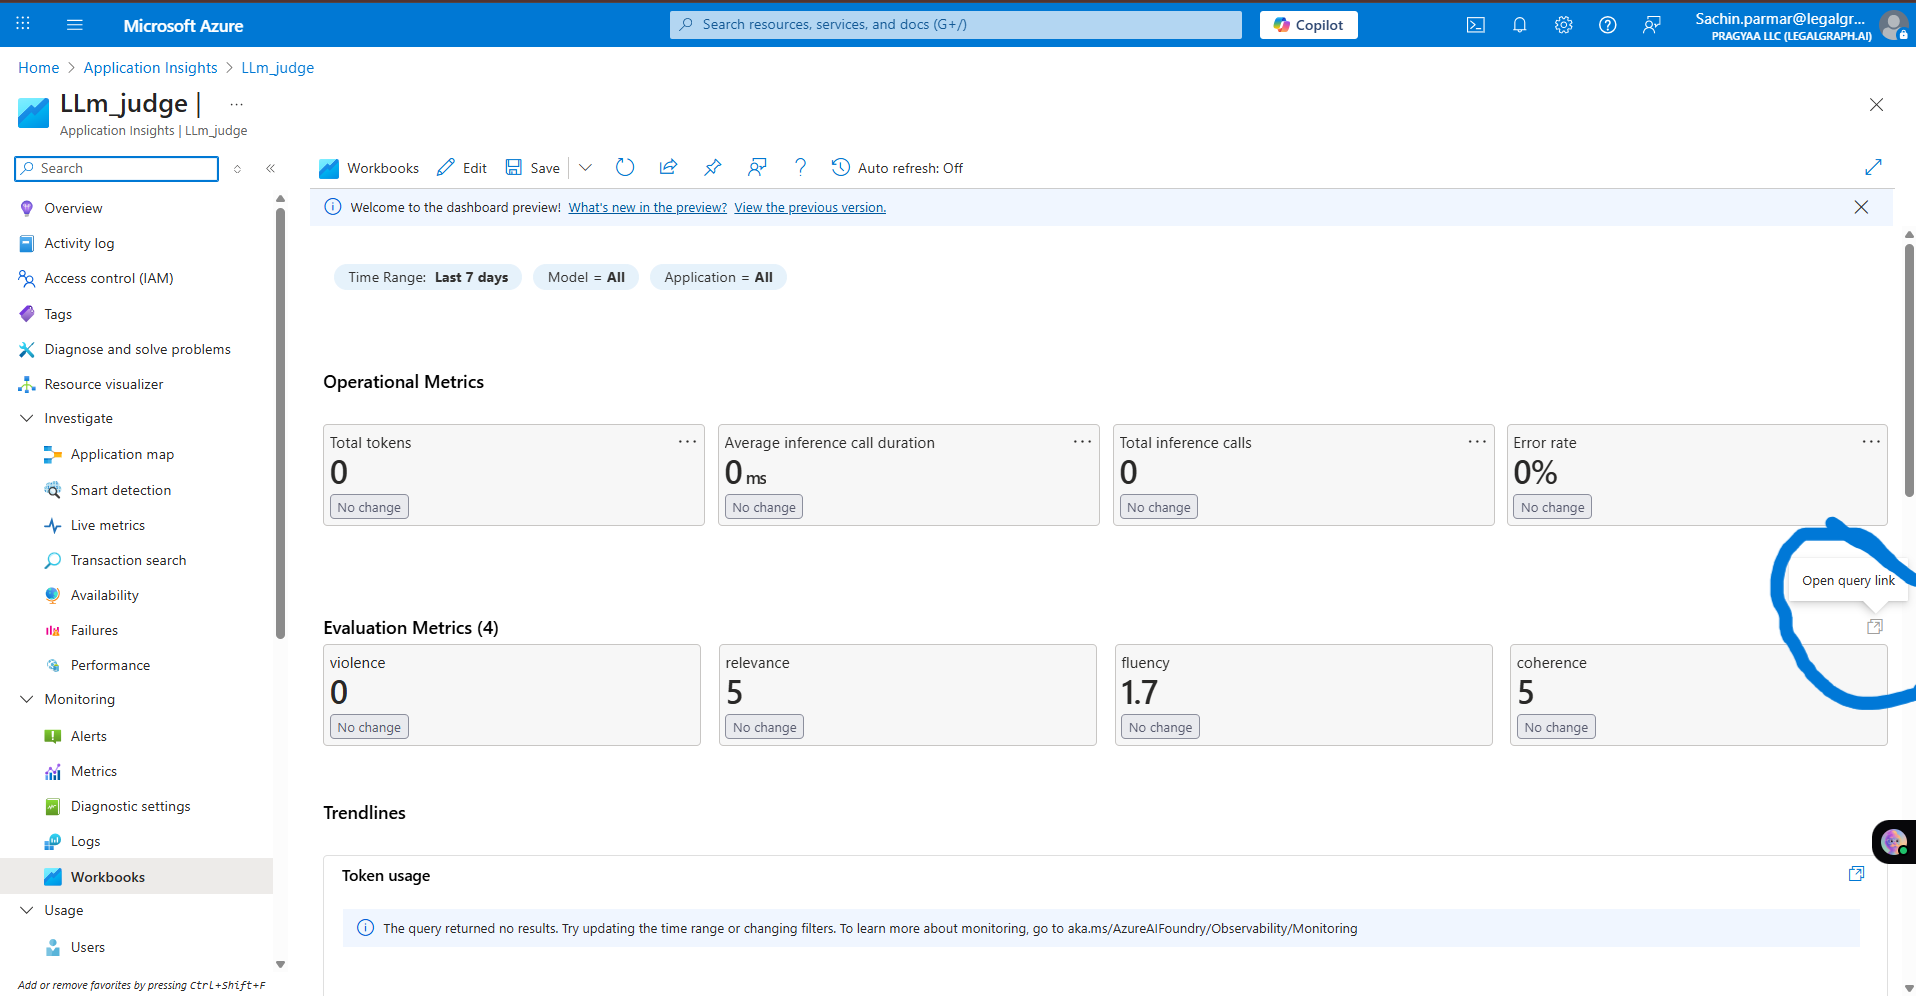 Microsoft Azure
Search resources, services, and docs (G+/)
Copilot
Sachin.parmar@legalgr...
PRAGYAA LLC (LEGALGRAPH.AI)
Home > Application Insights > LLm_judge
LLm_judge | ...
Application Insights | LLm_judge
Search
Workbooks Edit Save Auto refresh: Off
Welcome to the dashboard preview! What's new in the preview? View the previous version.
Overview
Activity log
Access control (IAM)
Tags
Diagnose and solve problems
Resource visualizer
Investigate
Application map
Smart detection
Live metrics
Transaction search
Availability
Failures
Performance
Monitoring
Alerts
Metrics
Diagnostic settings
Logs
Workbooks
Usage
Users
Add or remove favorites by pressing Ctrl+Shift+F
Time Range: Last 7 days Model = All Application = All
Operational Metrics
Total tokens
0
No change
Average inference call duration
0 ms
No change
Total inference calls
0
No change
Error rate
0%
No change
Open query link
Evaluation Metrics (4)
violence
0
No change
relevance
5
No change
fluency
1.7
No change
coherence
5
No change
Trendlines
Token usage
The query returned no results. Try updating the time range or changing filters. To learn more about monitoring, go to aka.ms/AzureAIFoundry/Observability/Monitoring